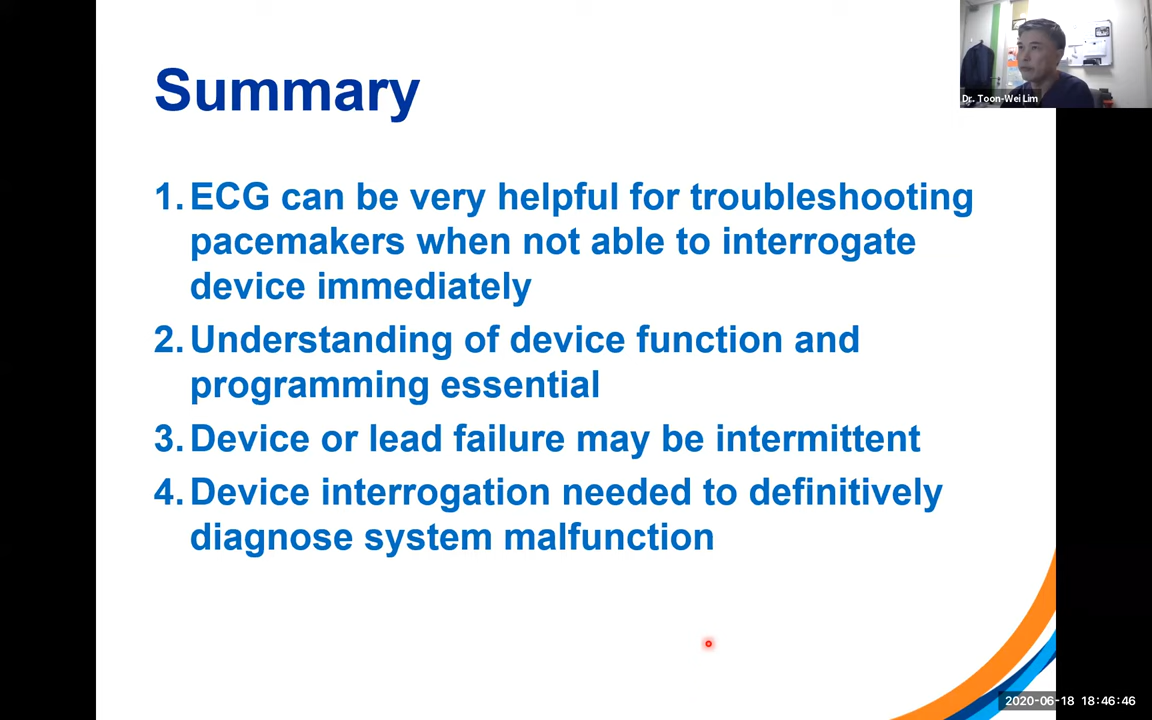 Summary
Dr. Toon-Wei Lim
1. ECG can be very helpful for troubleshooting
pacemakers when not able to interrogate
device immediately
2. Understanding of device function and
programming essential
3. Device or lead failure may be intermittent
4. Device interrogation needed to definitively
diagnose system malfunction
2020-06-18 18:46:46